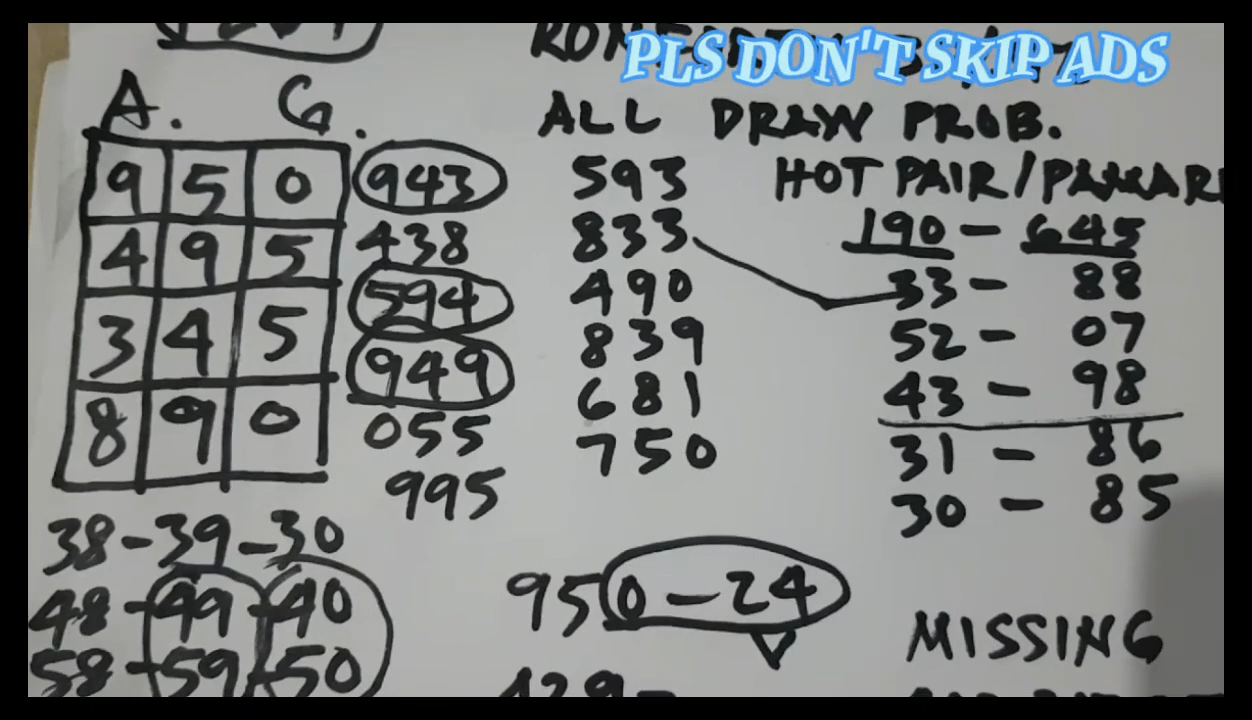 PLS DON'T SKIP ADS
A. G.
9 5 0
4 9 5
3 4 5
8 9 0
943
438
594
949
055
995
38-39-30
48-49-40
58-59-50
ALL DRAW PROB.
593
833
490
839
681
750
HOT PAIR/
190 - 645
33 - 88
52 - 07
43 - 98
31 - 86
30 - 85
950-24
MISSING